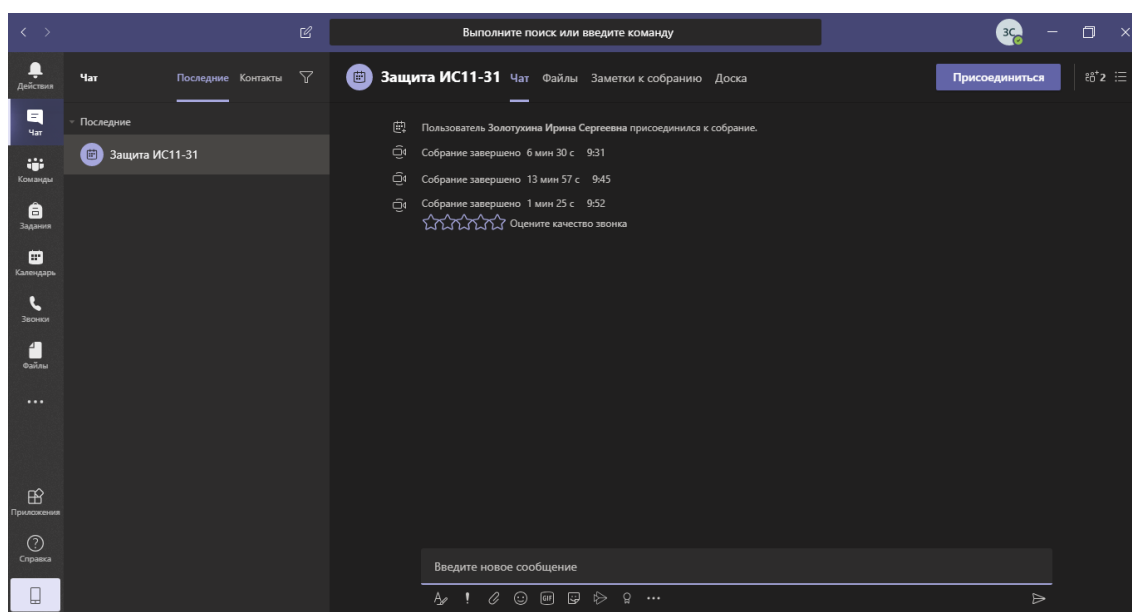 Выполните поиск или введите команду
ЗС
Действия
Чат
Команды
Задания
Календарь
Звонки
Файлы
Приложения
Справка
Чат Последние Контакты
Последние
Защита ИС11-31
Защита ИС11-31 Чат Файлы Заметки к собранию Доска Присоединиться 2
Пользователь Золотухина Ирина Сергеевна присоединился к собрание.
Собрание завершено 6 мин 30 с 9:31
Собрание завершено 13 мин 57 с 9:45
Собрание завершено 1 мин 25 с 9:52
Оцените качество звонка
Введите новое сообщение
GIF